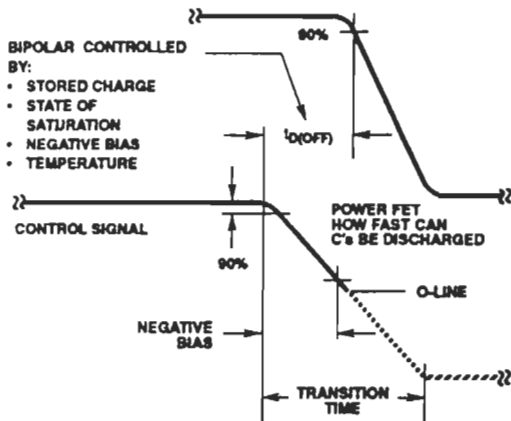 90%
BIPOLAR CONTROLLED
BY:
• STORED CHARGE
• STATE OF
SATURATION
• NEGATIVE BIAS
• TEMPERATURE
tD(OFF)
CONTROL SIGNAL
90%
POWER FET
HOW FAST CAN
C's BE DISCHARGED
O-LINE
NEGATIVE
BIAS
TRANSITION
TIME